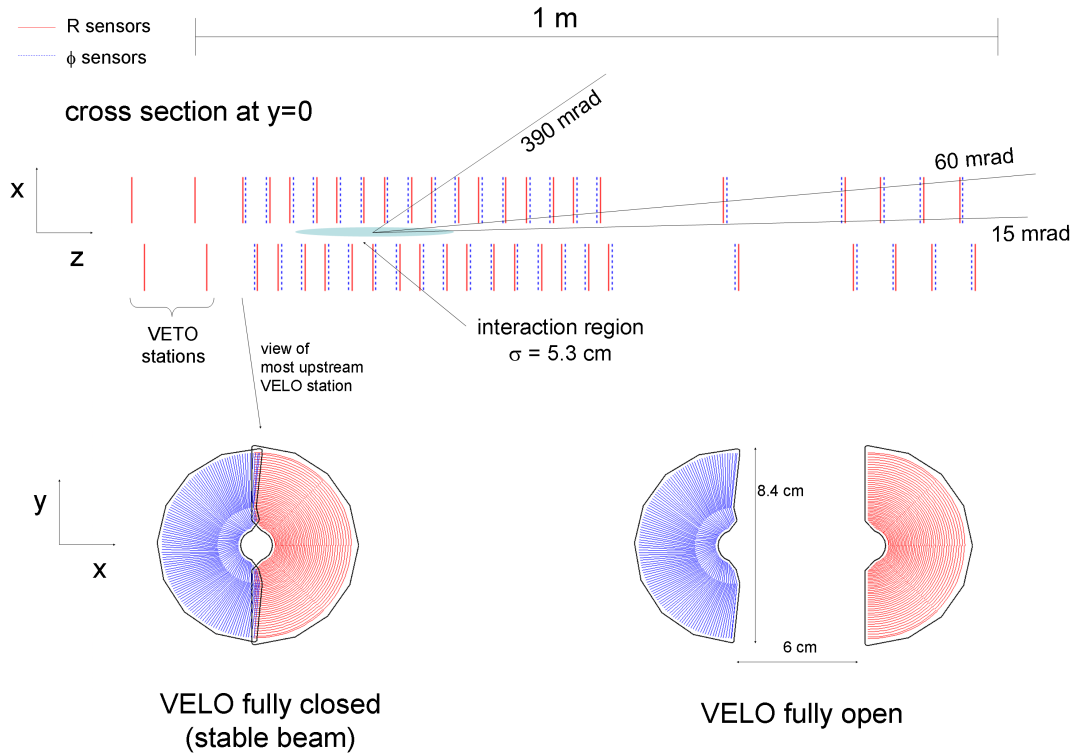 R sensors
ϕ sensors
1 m
cross section at y=0
390 mrad
60 mrad
15 mrad
x
z
VETO
stations
interaction region
σ = 5.3 cm
view of
most upstream
VELO station
y
x
8.4 cm
6 cm
VELO fully closed
(stable beam)
VELO fully open